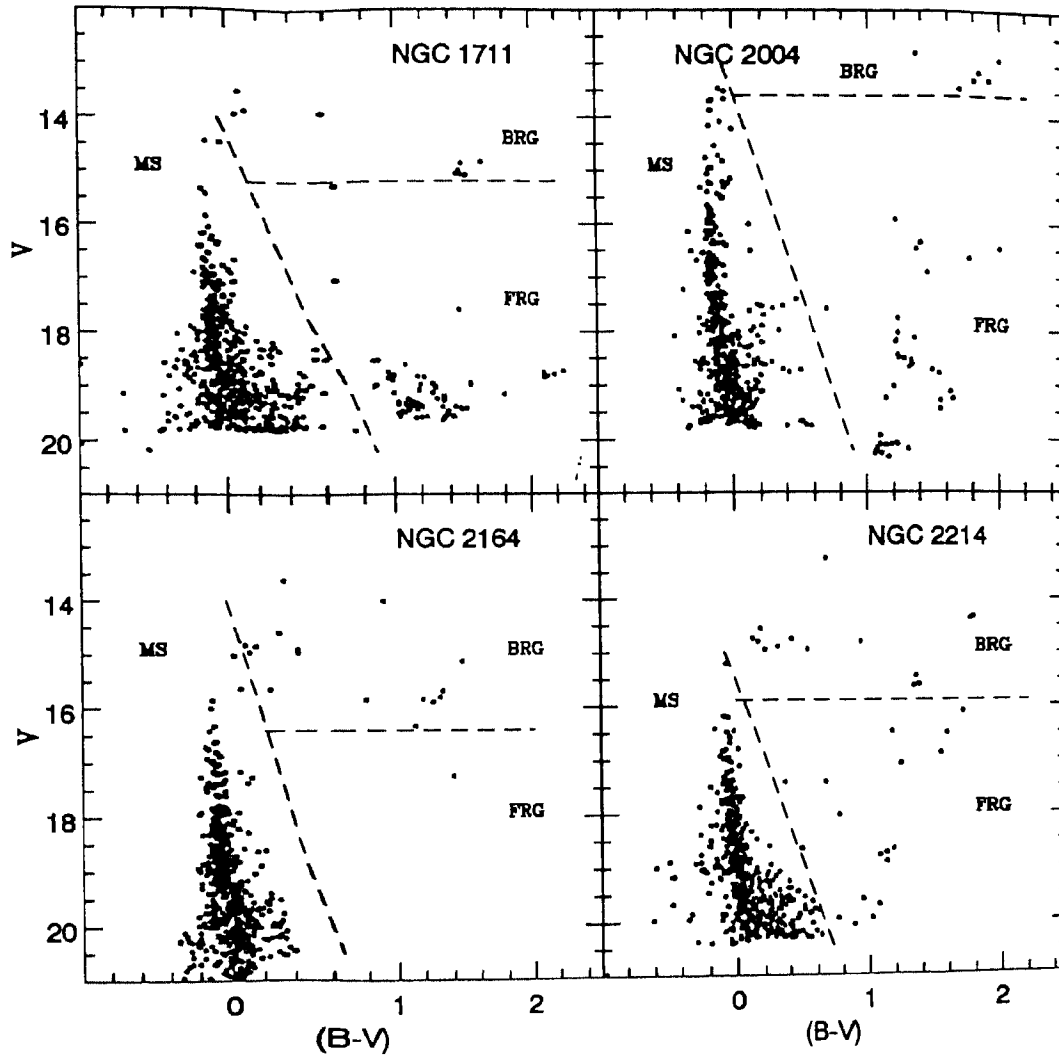 NGC 1711
NGC 2004
BRG
BRG
MS
MS
FRG
FRG
V
14
16
18
20
NGC 2164
NGC 2214
MS
BRG
BRG
MS
FRG
FRG
V
14
16
18
20
0
1
2
0
1
2
(B-V)
(B-V)